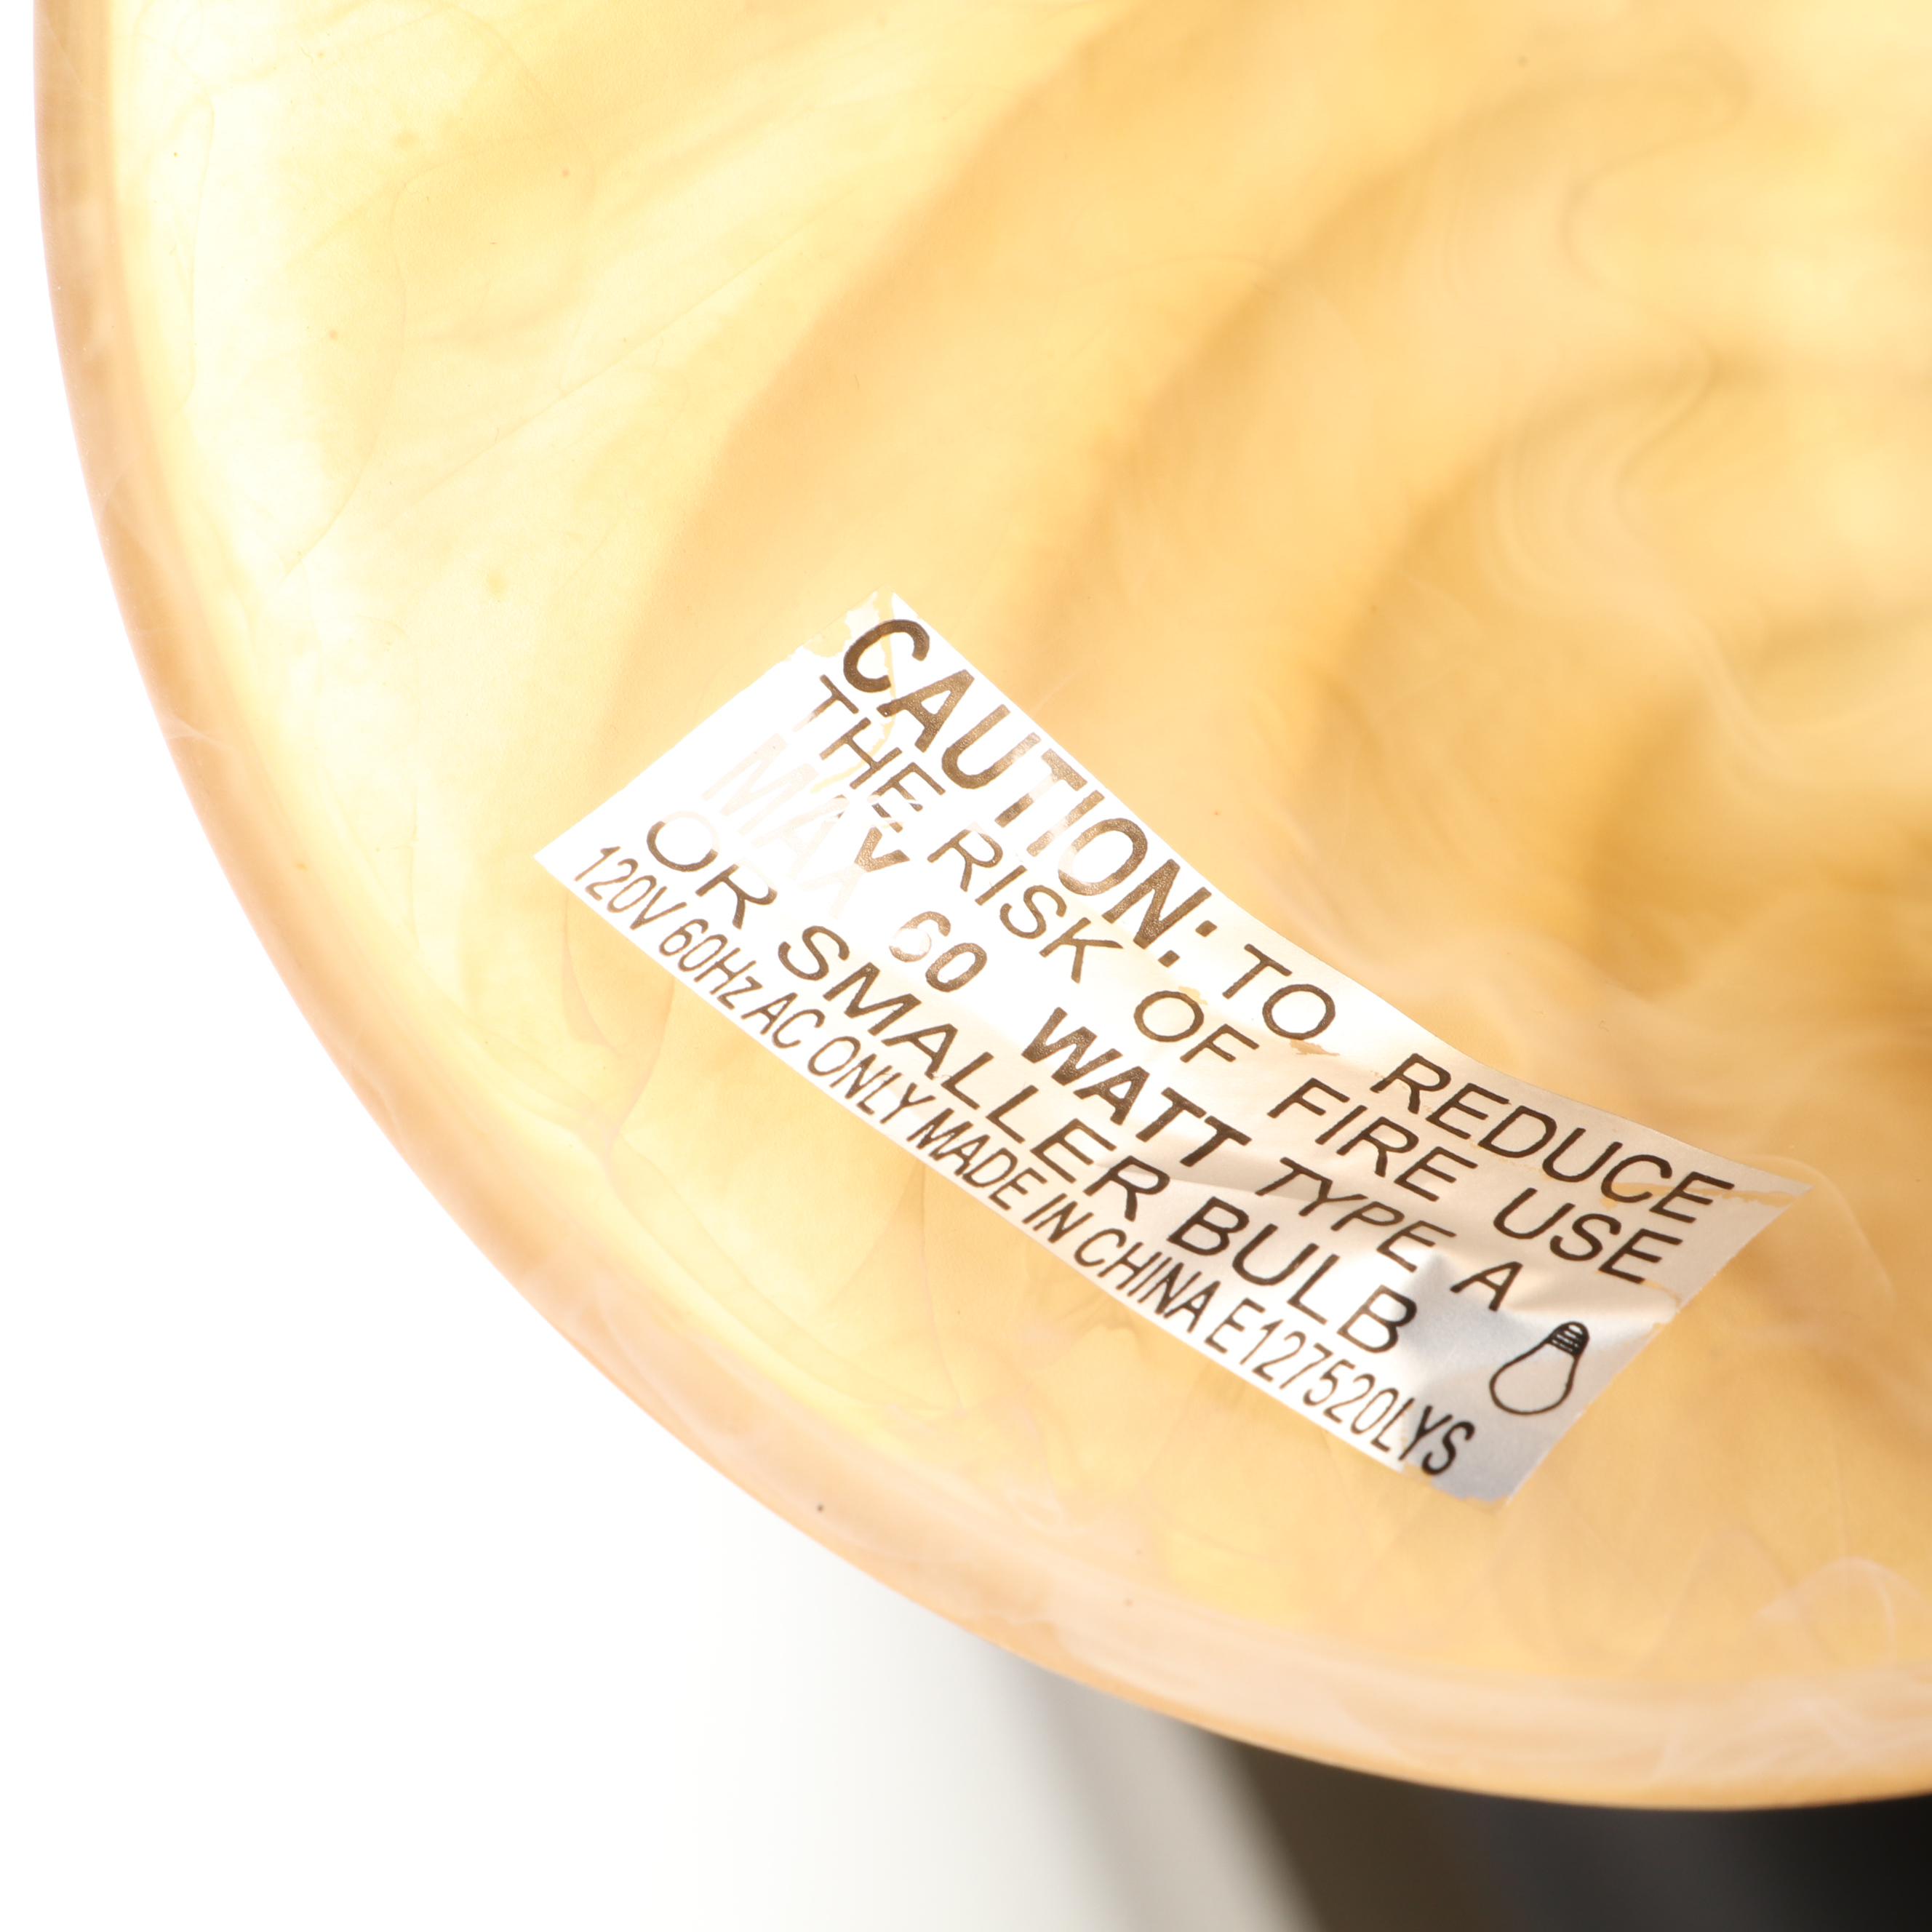 CAUTION: TO REDUCE
THE RISK OF FIRE USE
MAX 60 WATT TYPE A
OR SMALLER BULB
120V 60Hz AC ONLY MADE IN CHINA E127520LYS